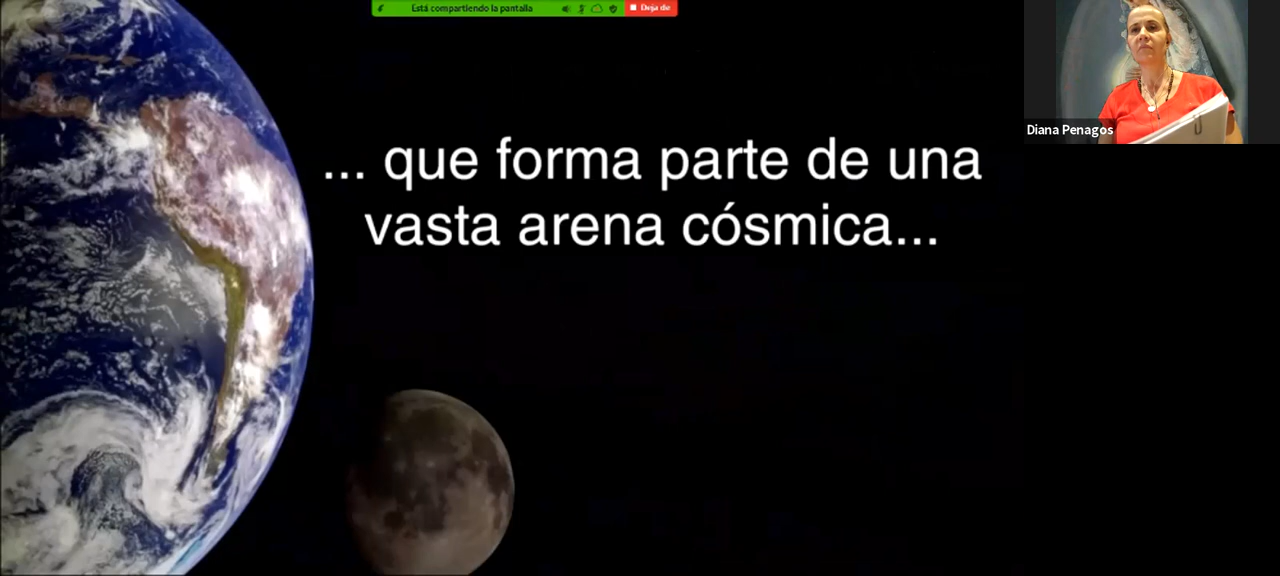 Está compartiendo la pantalla
Deja de
Diana Penagos
... que forma parte de una
vasta arena cósmica...